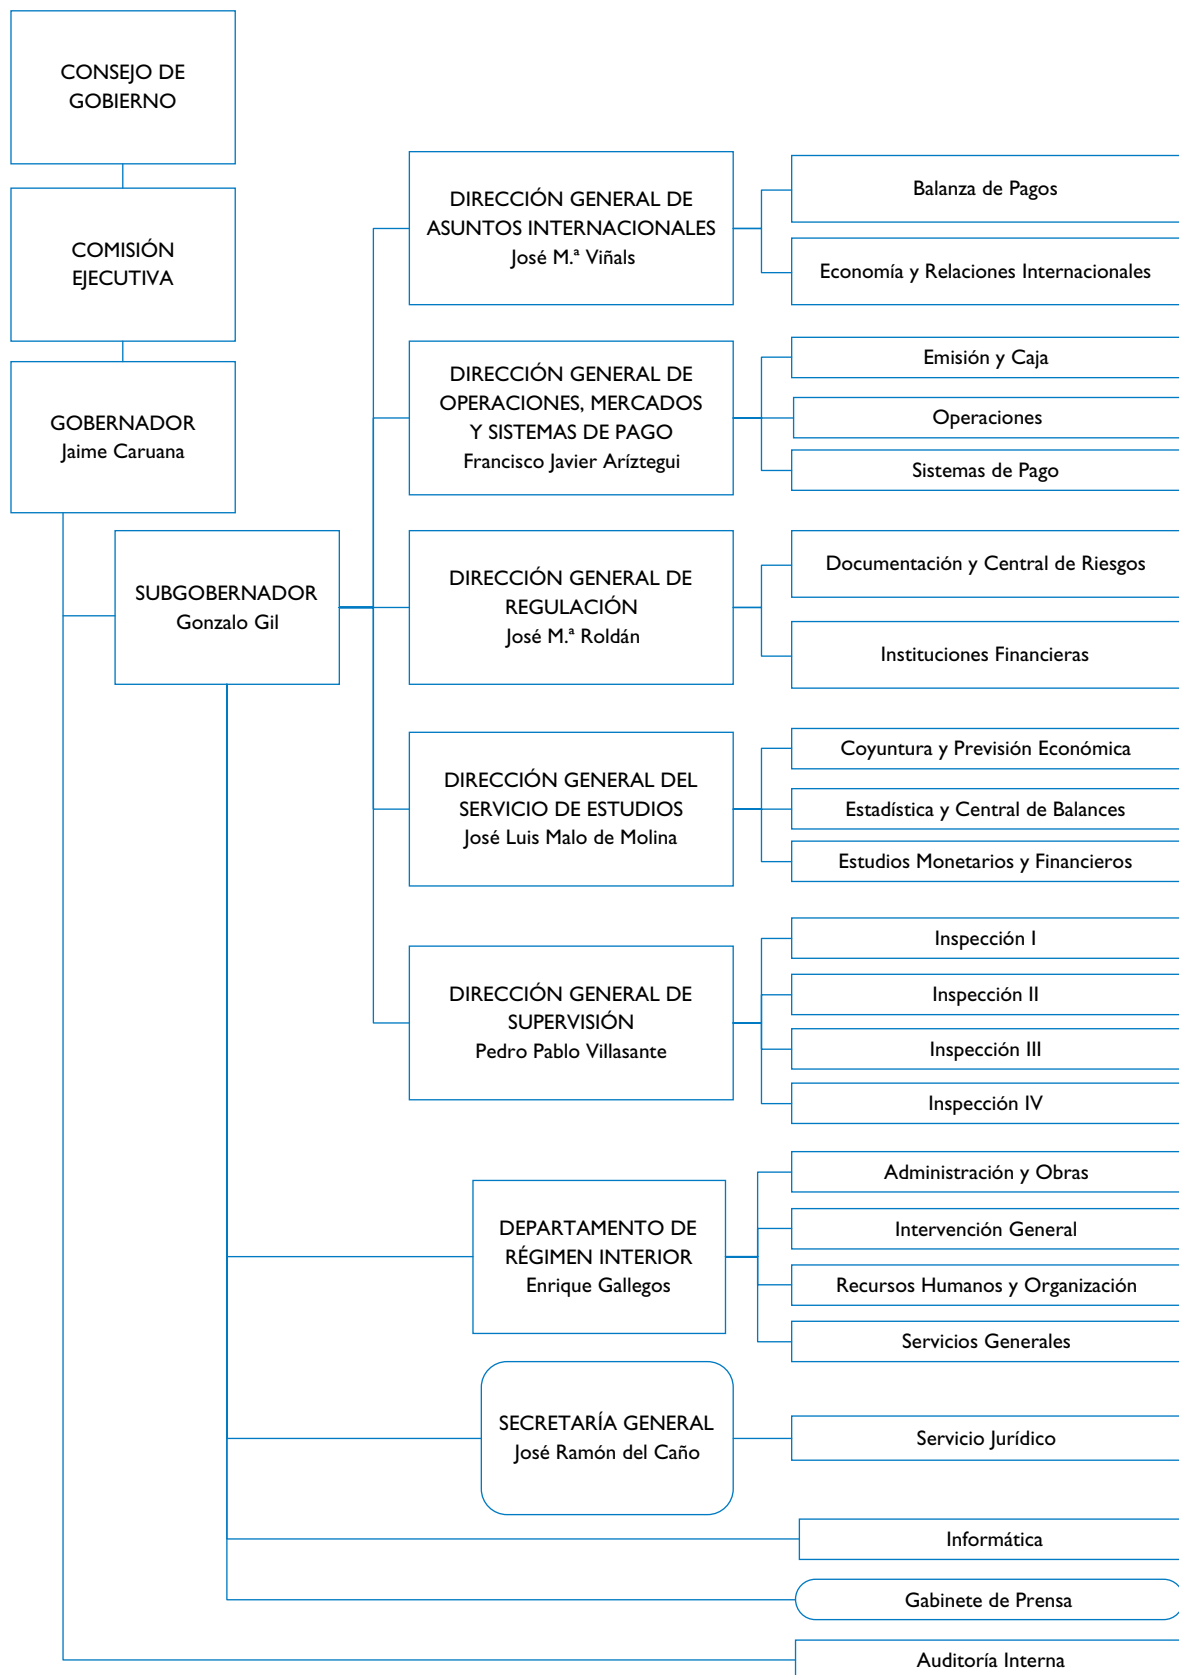 CONSEJO DE
GOBIERNO
COMISIÓN
EJECUTIVA
GOBERNADOR
Jaime Caruana
SUBGOBERNADOR
Gonzalo Gil
DIRECCIÓN GENERAL DE
ASUNTOS INTERNACIONALES
José M.ª Viñals
Balanza de Pagos
Economía y Relaciones Internacionales
DIRECCIÓN GENERAL DE
OPERACIONES, MERCADOS
Y SISTEMAS DE PAGO
Francisco Javier Aríztegui
Emisión y Caja
Operaciones
Sistemas de Pago
DIRECCIÓN GENERAL DE
REGULACIÓN
José M.ª Roldán
Documentación y Central de Riesgos
Instituciones Financieras
DIRECCIÓN GENERAL DEL
SERVICIO DE ESTUDIOS
José Luis Malo de Molina
Coyuntura y Previsión Económica
Estadística y Central de Balances
Estudios Monetarios y Financieros
DIRECCIÓN GENERAL DE
SUPERVISIÓN
Pedro Pablo Villasante
Inspección I
Inspección II
Inspección III
Inspección IV
DEPARTAMENTO DE
RÉGIMEN INTERIOR
Enrique Gallegos
Administración y Obras
Intervención General
Recursos Humanos y Organización
Servicios Generales
SECRETARÍA GENERAL
José Ramón del Caño
Servicio Jurídico
Informática
Gabinete de Prensa
Auditoría Interna